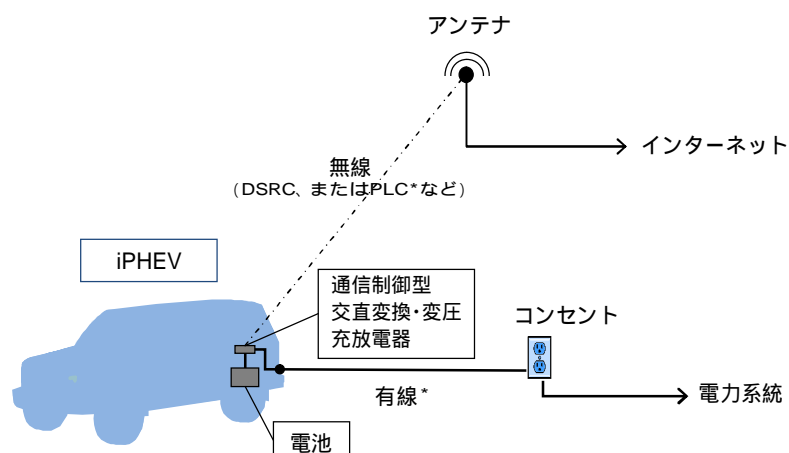 アンテナ
インターネット
無線
(DSRC、またはPLC*など)
iPHEV
通信制御型
交直変換・変圧
充放電器
コンセント
有線*
電力系統
電池